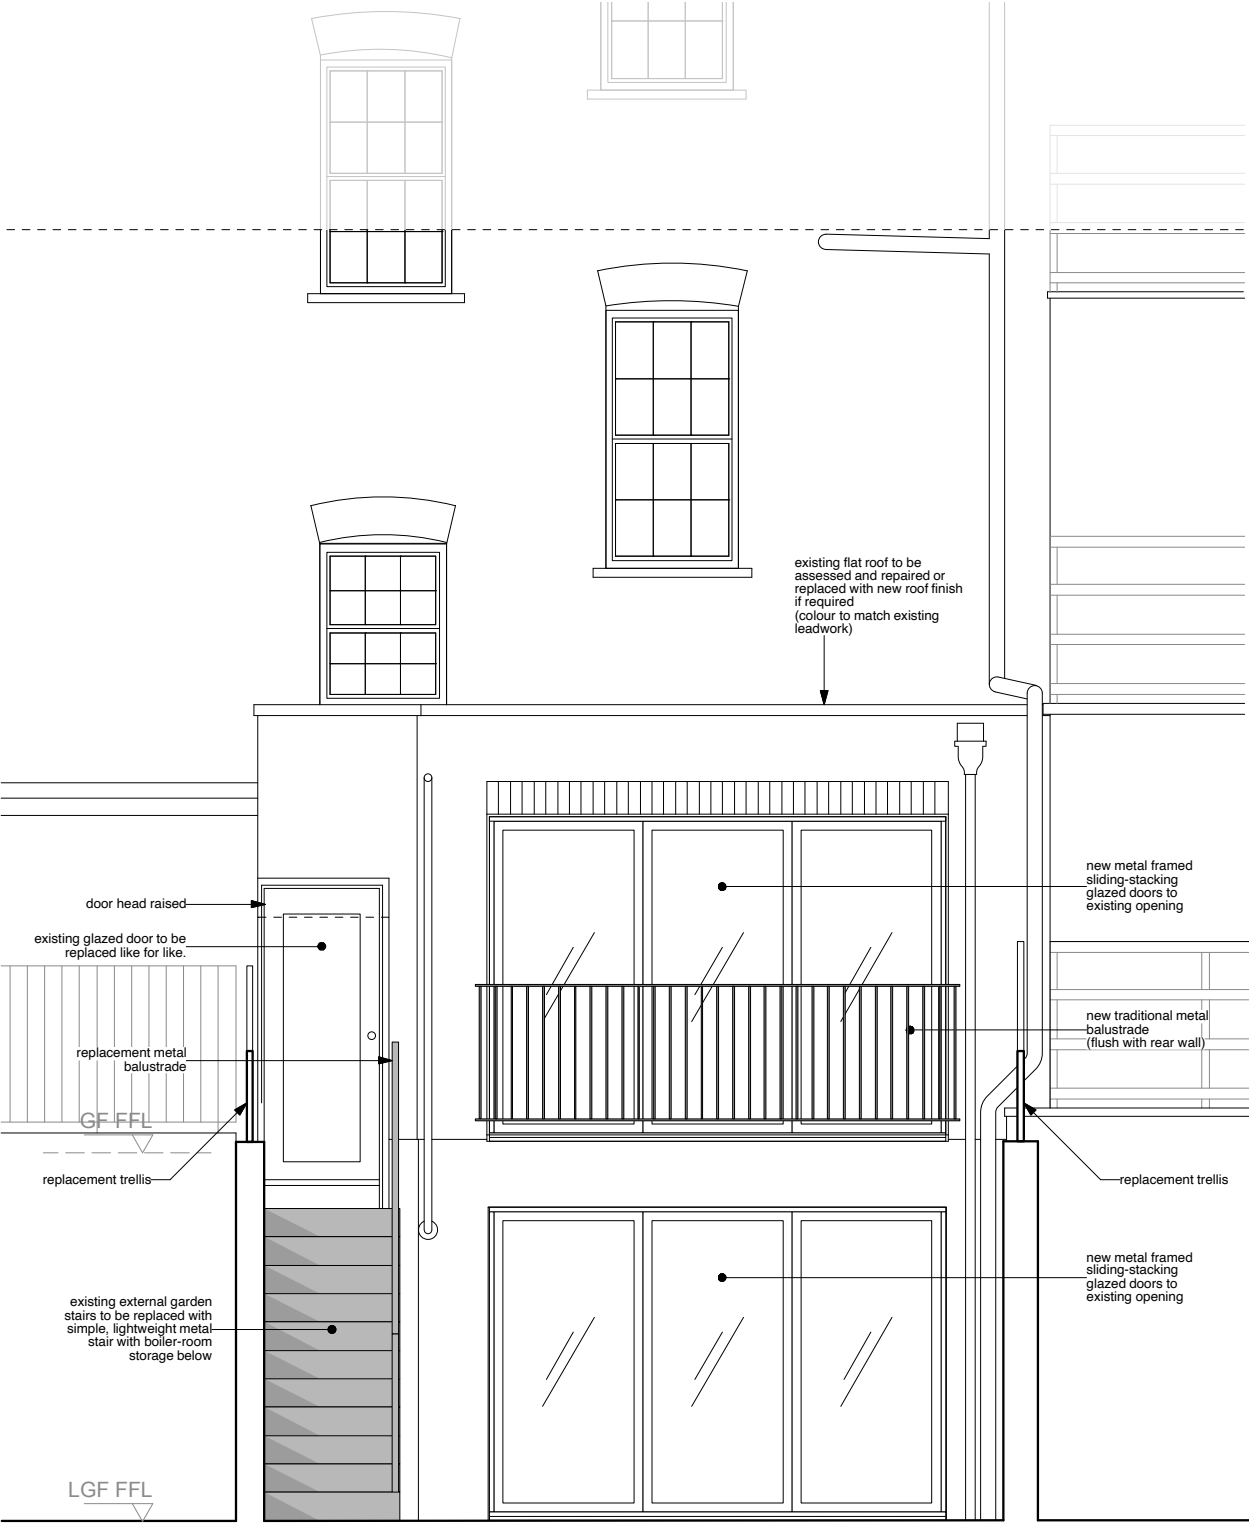 existing flat roof to be
assessed and repaired or
replaced with new roof finish
if required
(colour to match existing
leadwork)
new metal framed
sliding-stacking
glazed doors to
existing opening
door head raised
existing glazed door to be
replaced like for like.
new traditional metal
balustrade
(flush with rear wall)
replacement metal
balustrade
GF FFL
replacement trellis
replacement trellis
new metal framed
sliding-stacking
glazed doors to
existing opening
existing external garden
stairs to be replaced with
simple, lightweight metal
stair with boiler-room
storage below
LGF FFL